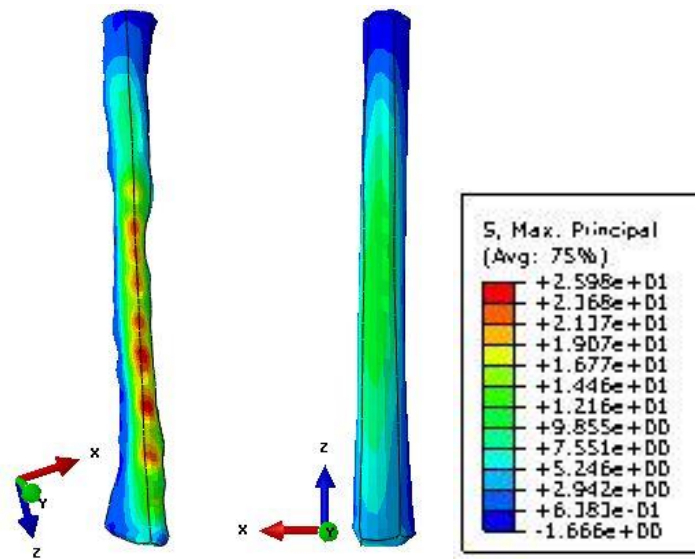 X
Y
Z
Z
X
Y
S, Max. Principal
(Avg: 75%)
+2.598e+01
+2.368e+01
+2.137e+01
+1.907e+01
+1.677e+01
+1.446e+01
+1.216e+01
+9.855e+00
+7.551e+00
+5.246e+00
+2.942e+00
+6.383e-01
-1.666e+00